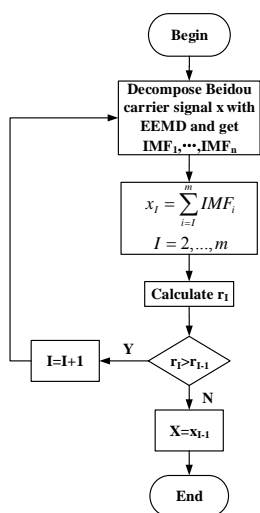 Begin
Decompose Beidou
carrier signal x with
EEMD and get
IMF₁,···,IMFₙ
x_I = \sum_{i=I}^{m} IMF_i
I = 2,...,m
Calculate r_I
Y
I=I+1
r_I>r_{I-1}
N
X=x_{I-1}
End